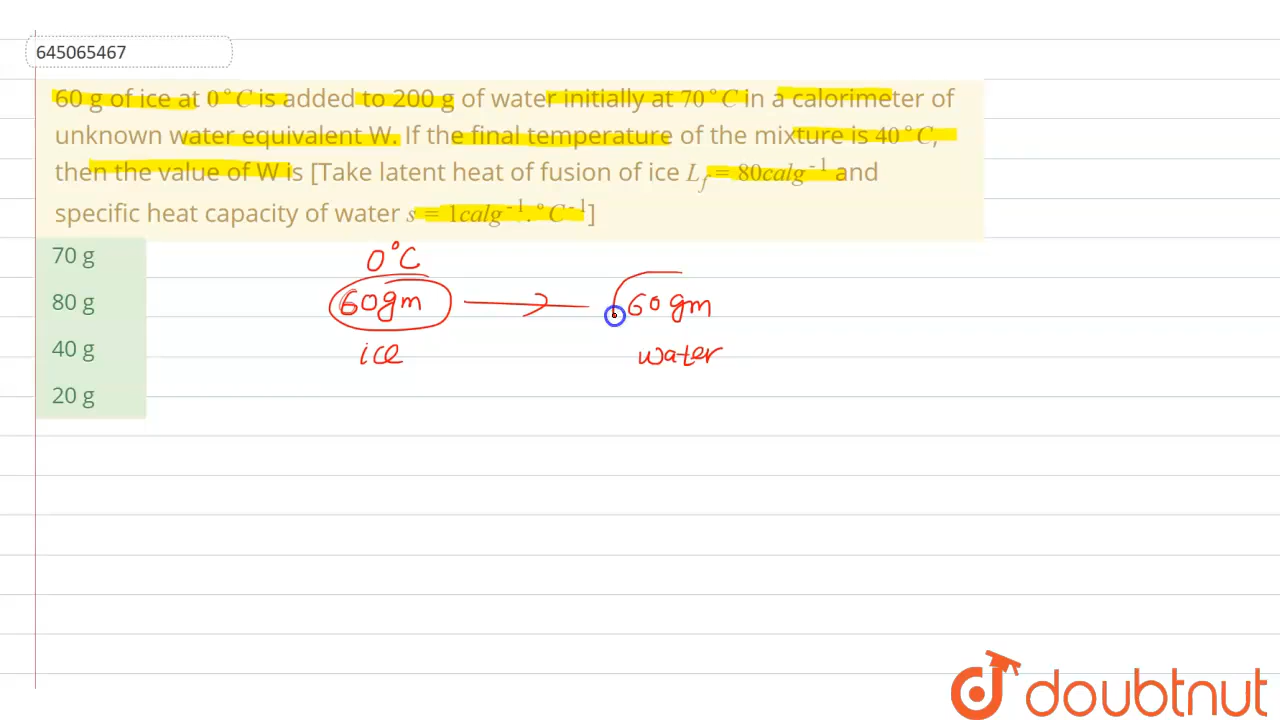 645065467
60 g of ice at 0°C is added to 200 g of water initially at 70°C in a calorimeter of
unknown water equivalent W. If the final temperature of the mixture is 40°C,
then the value of W is [Take latent heat of fusion of ice L_f = 80calg⁻¹ and
specific heat capacity of water s = 1calg⁻¹.°C⁻¹]
70 g
80 g
40 g
20 g
0°C
60gm → 60gm
ice water
doubtnut